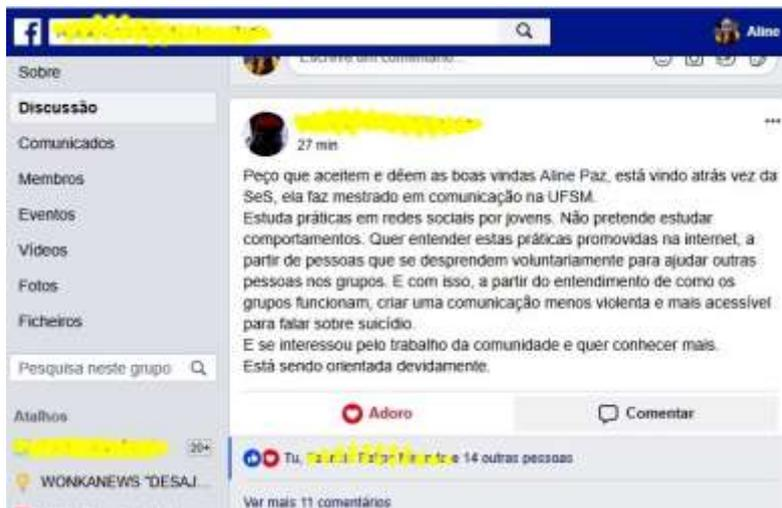 f
Aline
Sobre
Discussão
Comunicados
Membros
Eventos
Vídeos
Fotos
Ficheiros
Pesquisa neste grupo
Atalhos
20+
WONKANEWS "DESAJ...
Escreve um comentário...
27 min
Peço que aceitem e dêem as boas vindas Aline Paz, está vindo atrás vez da
SeS, ela faz mestrado em comunicação na UFSM.
Estuda práticas em redes sociais por jovens. Não pretende estudar
comportamentos. Quer entender estas práticas promovidas na internet, a
partir de pessoas que se desprendem voluntariamente para ajudar outras
pessoas nos grupos. E com isso, a partir do entendimento de como os
grupos funcionam, criar uma comunicação menos violenta e mais acessível
para falar sobre suicídio.
E se interessou pelo trabalho da comunidade e quer conhecer mais.
Está sendo orientada devidamente.
Adoro
Comentar
Tu, e 14 outras pessoas
Ver mais 11 comentários